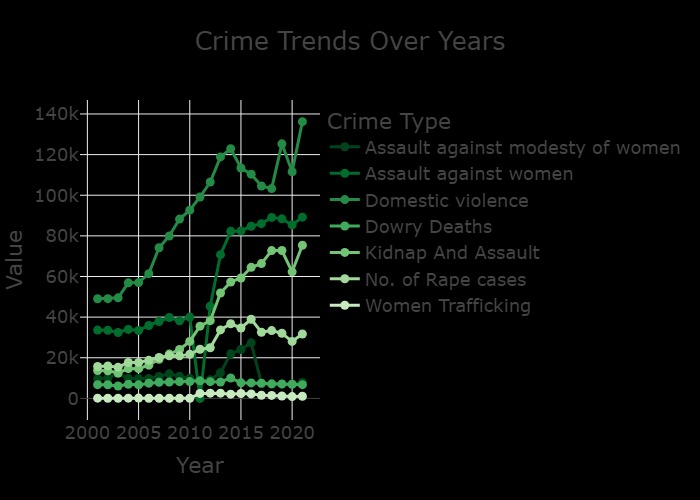 Crime Trends Over Years
Crime Type
Assault against modesty of women
Assault against women
Domestic violence
Dowry Deaths
Kidnap And Assault
No. of Rape cases
Women Trafficking
Value
140k
120k
100k
80k
60k
40k
20k
0
2000 2005 2010 2015 2020
Year